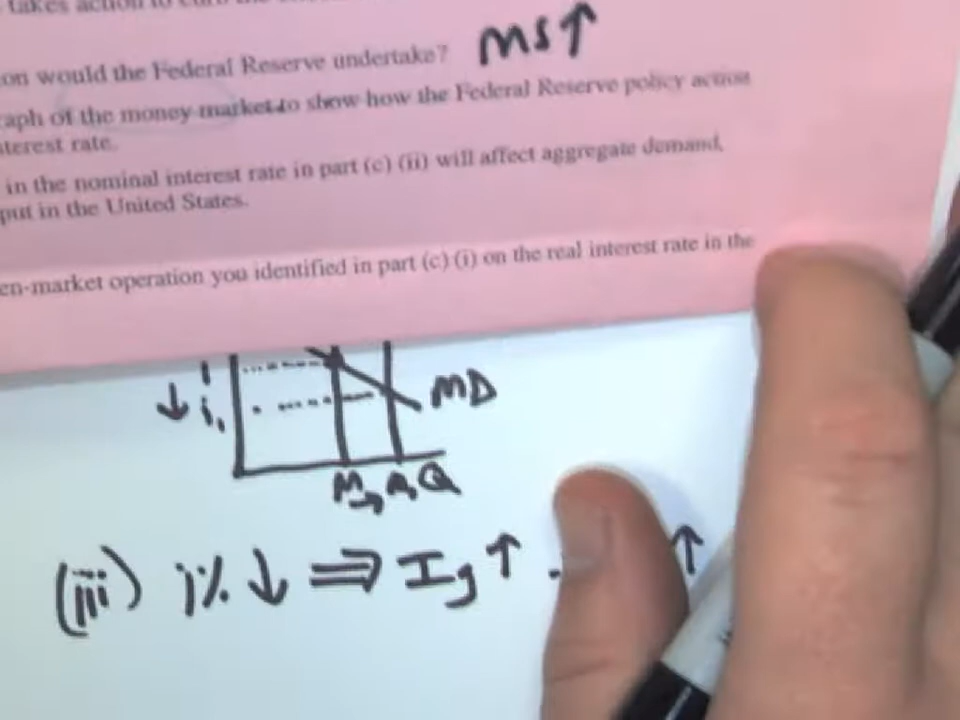 takes action to curb the
on would the Federal Reserve undertake? MS↑
raph of the money market to show how the Federal Reserve policy action
terest rate.
in the nominal interest rate in part (c) (ii) will affect aggregate demand,
put in the United States.
en-market operation you identified in part (c) (i) on the real interest rate in the
↓ i
i₁ MD
M→M₁ Q
(iii) i% ↓ ⇒ Ig ↑ ↑